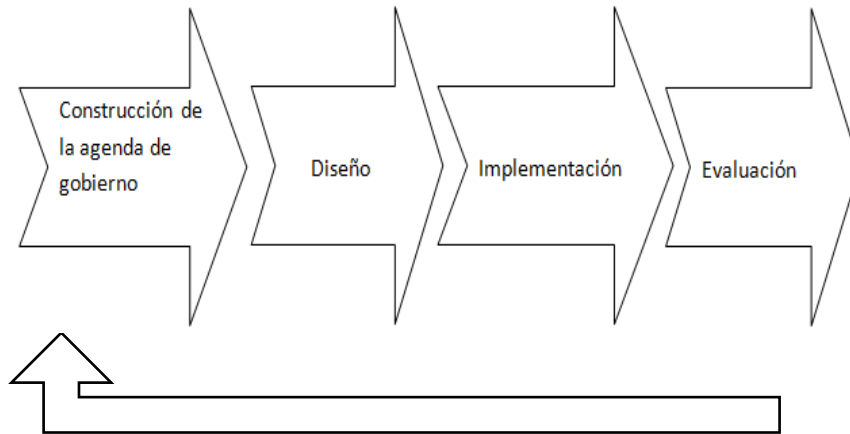 Construcción de
la agenda de
gobierno
Diseño
Implementación
Evaluación